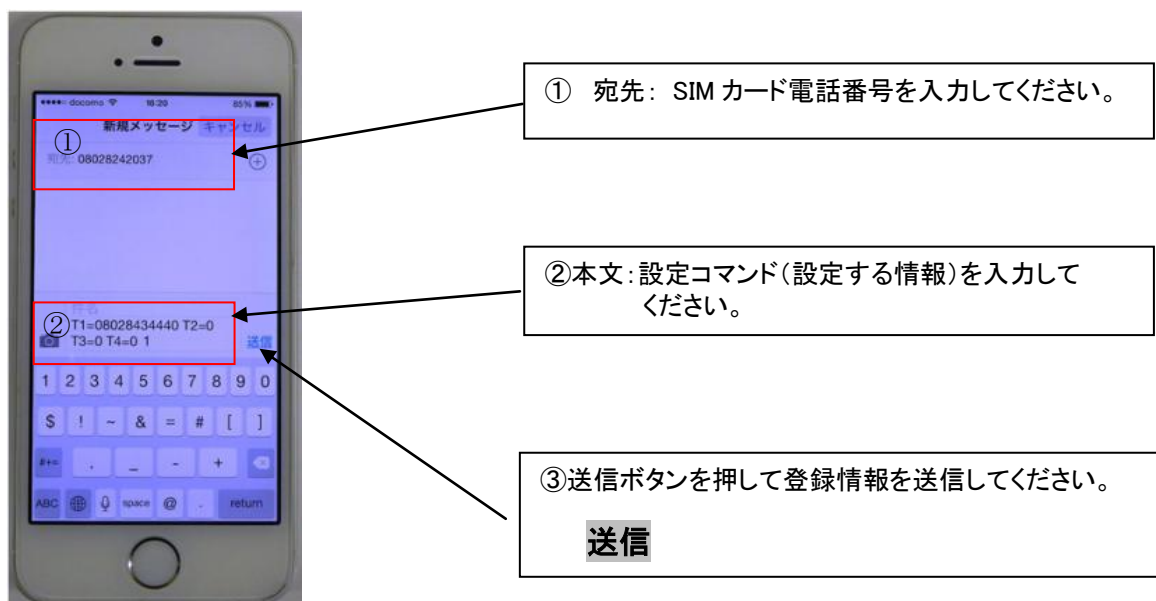 docomo 16:20 85%
新規メッセージ キャンセル
①
宛先: 08028242037
① 宛先: SIM カード電話番号を入力してください。
②本文:設定コマンド(設定する情報)を入力して
ください。
件名
②
T1=08028434440 T2=0
T3=0 T4=0 1
送信
1 2 3 4 5 6 7 8 9 0
$ ! ~ & = # [ ]
#+= . _ - +
ABC space @ . return
③送信ボタンを押して登録情報を送信してください。
送信